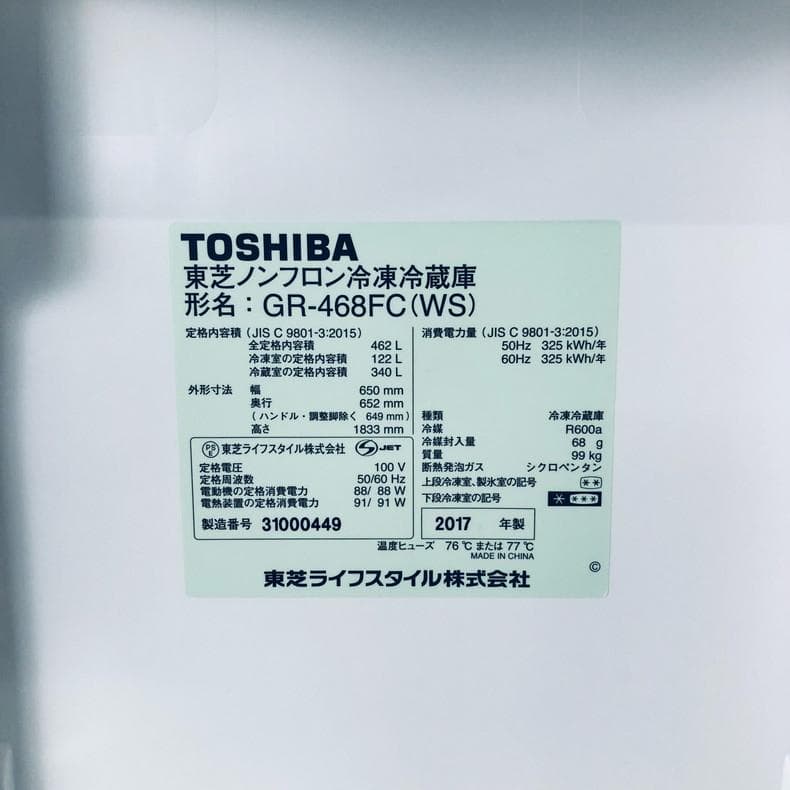 TOSHIBA
東芝ノンフロン冷凍冷蔵庫
形名：GR-468FC(WS)
定格内容積（JIS C 9801-3:2015）
全定格内容積 462 L
冷凍室の定格内容積 122 L
冷蔵室の定格内容積 340 L
外形寸法 幅 650 mm
奥行 652 mm
（ハンドル・調整脚除く 649 mm）
高さ 1833 mm
PSE 東芝ライフスタイル株式会社 JET
定格電圧 100 V
定格周波数 50/60 Hz
電動機の定格消費電力 88/ 88 W
電熱装置の定格消費電力 91/ 91 W
製造番号 31000449
消費電力量（JIS C 9801-3:2015）
50Hz 325 kWh/年
60Hz 325 kWh/年
種類 冷凍冷蔵庫
冷媒 R600a
冷媒封入量 68 g
質量 99 kg
断熱発泡ガス シクロペンタン
上段冷凍室、製氷室の記号 **
下段冷凍室の記号 * ***
2017 年製
温度ヒューズ 76 ℃ または 77 ℃
MADE IN CHINA
©
東芝ライフスタイル株式会社